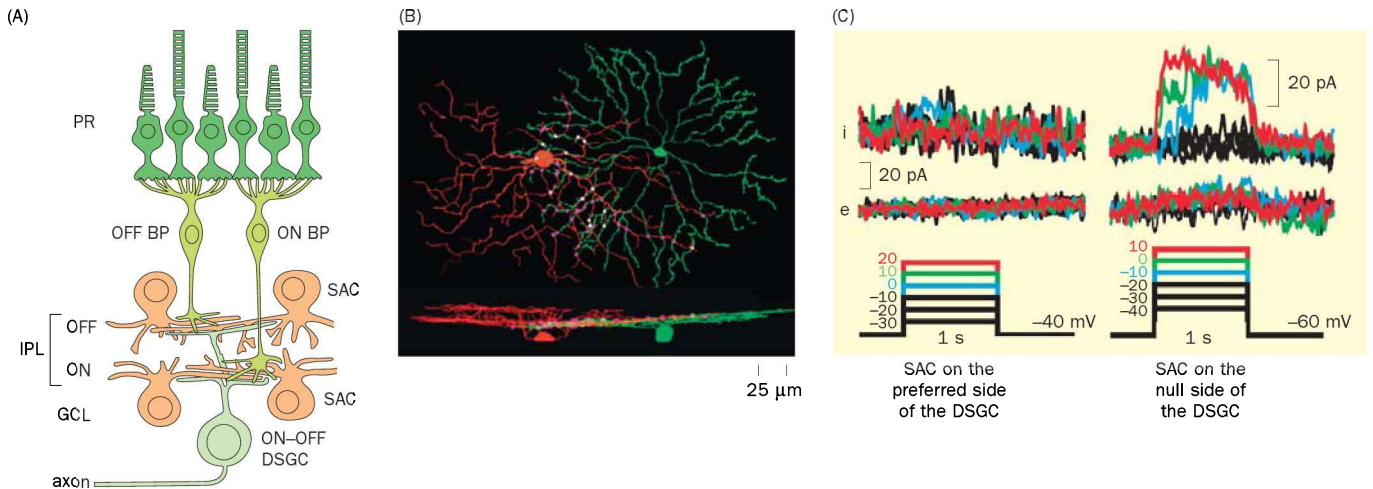 (A)
PR
OFF BP
ON BP
SAC
OFF
IPL
ON
SAC
GCL
ON–OFF
DSGC
axon
(B)
25 μm
(C)
20 pA
i
20 pA
e
20
10
0
–10
–20
–30
–40 mV
1 s
10
0
–10
–20
–30
–40
–60 mV
1 s
SAC on the
preferred side
of the DSGC
SAC on the
null side of
the DSGC